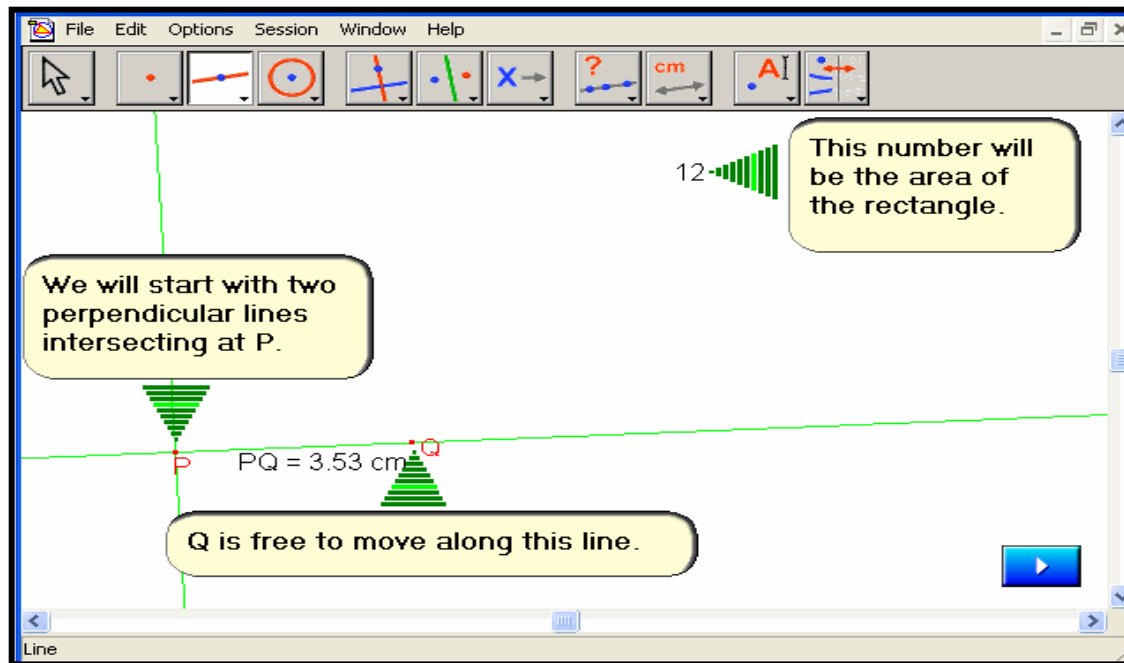 File Edit Options Session Window Help
? cm A
X
12
This number will
be the area of
the rectangle.
We will start with two
perpendicular lines
intersecting at P.
P
PQ = 3.53 cm
Q
Q is free to move along this line.
Line